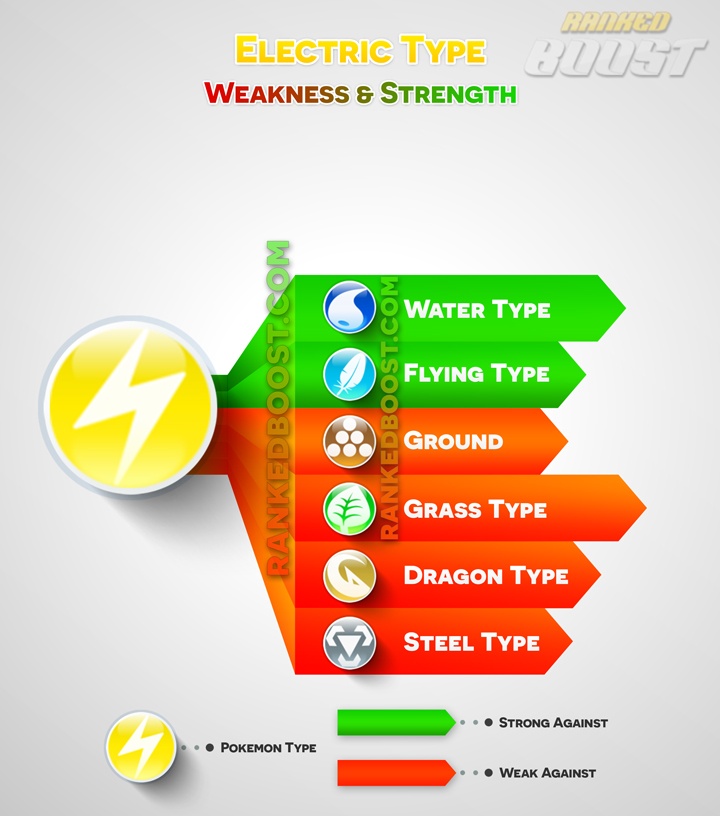 RANKED
BOOST
Electric Type
Weakness & Strength
RANKEDBOOST.COM
RANKEDBOOST.COM
Water Type
Flying Type
Ground
Grass Type
Dragon Type
Steel Type
Pokemon Type
Strong Against
Weak Against